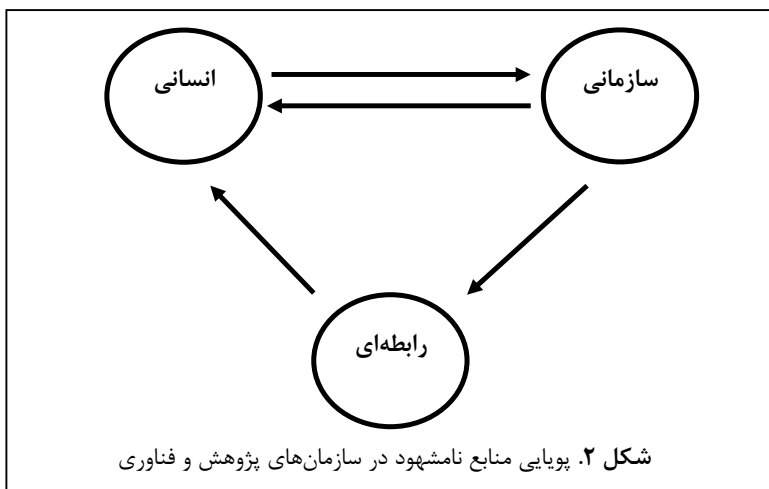 سازمانی
انسانی
رابطه‌ای
شکل ۲. پویایی منابع نامشهود در سازمان‌های پژوهش و فناوری